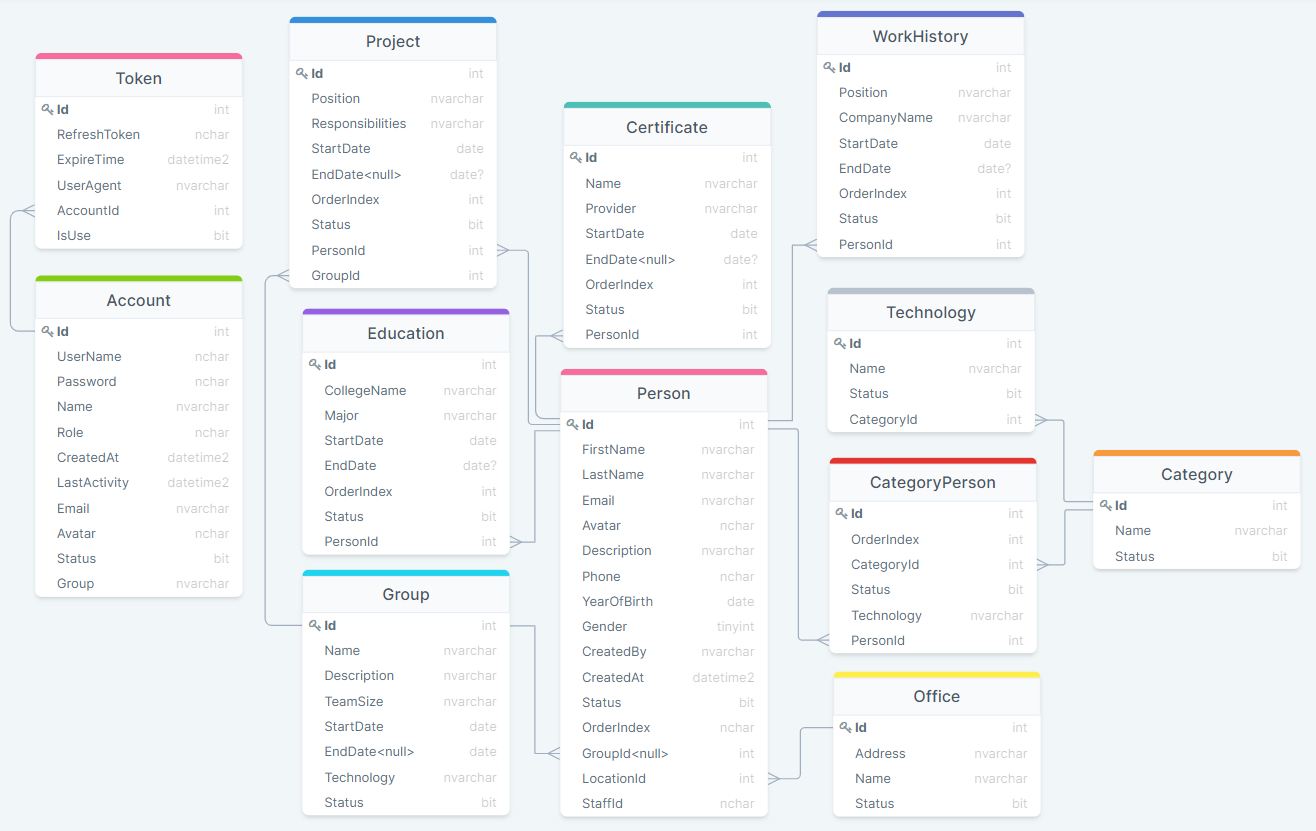 Token
Id int
RefreshToken nchar
ExpireTime datetime2
UserAgent nvarchar
AccountId int
IsUse bit
Account
Id int
UserName nchar
Password nchar
Name nvarchar
Role nchar
CreatedAt datetime2
LastActivity datetime2
Email nvarchar
Avatar nchar
Status bit
Group nvarchar
Project
Id int
Position nvarchar
Responsibilities nvarchar
StartDate date
EndDate<null> date?
OrderIndex int
Status bit
PersonId int
GroupId int
Education
Id int
CollegeName nvarchar
Major nvarchar
StartDate date
EndDate date?
OrderIndex int
Status bit
PersonId int
Group
Id int
Name nvarchar
Description nvarchar
TeamSize nvarchar
StartDate date
EndDate<null> date
Technology nvarchar
Status bit
Certificate
Id int
Name nvarchar
Provider nvarchar
StartDate date
EndDate<null> date?
OrderIndex int
Status bit
PersonId int
Person
Id int
FirstName nvarchar
LastName nvarchar
Email nvarchar
Avatar nchar
Description nvarchar
Phone nchar
YearOfBirth date
Gender tinyint
CreatedBy nvarchar
CreatedAt datetime2
Status bit
OrderIndex nchar
GroupId<null> int
LocationId int
StaffId nchar
WorkHistory
Id int
Position nvarchar
CompanyName nvarchar
StartDate date
EndDate date?
OrderIndex int
Status bit
PersonId int
Technology
Id int
Name nvarchar
Status bit
CategoryId int
CategoryPerson
Id int
OrderIndex int
CategoryId int
Status bit
Technology nvarchar
PersonId int
Office
Id int
Address nvarchar
Name nvarchar
Status bit
Category
Id int
Name nvarchar
Status bit